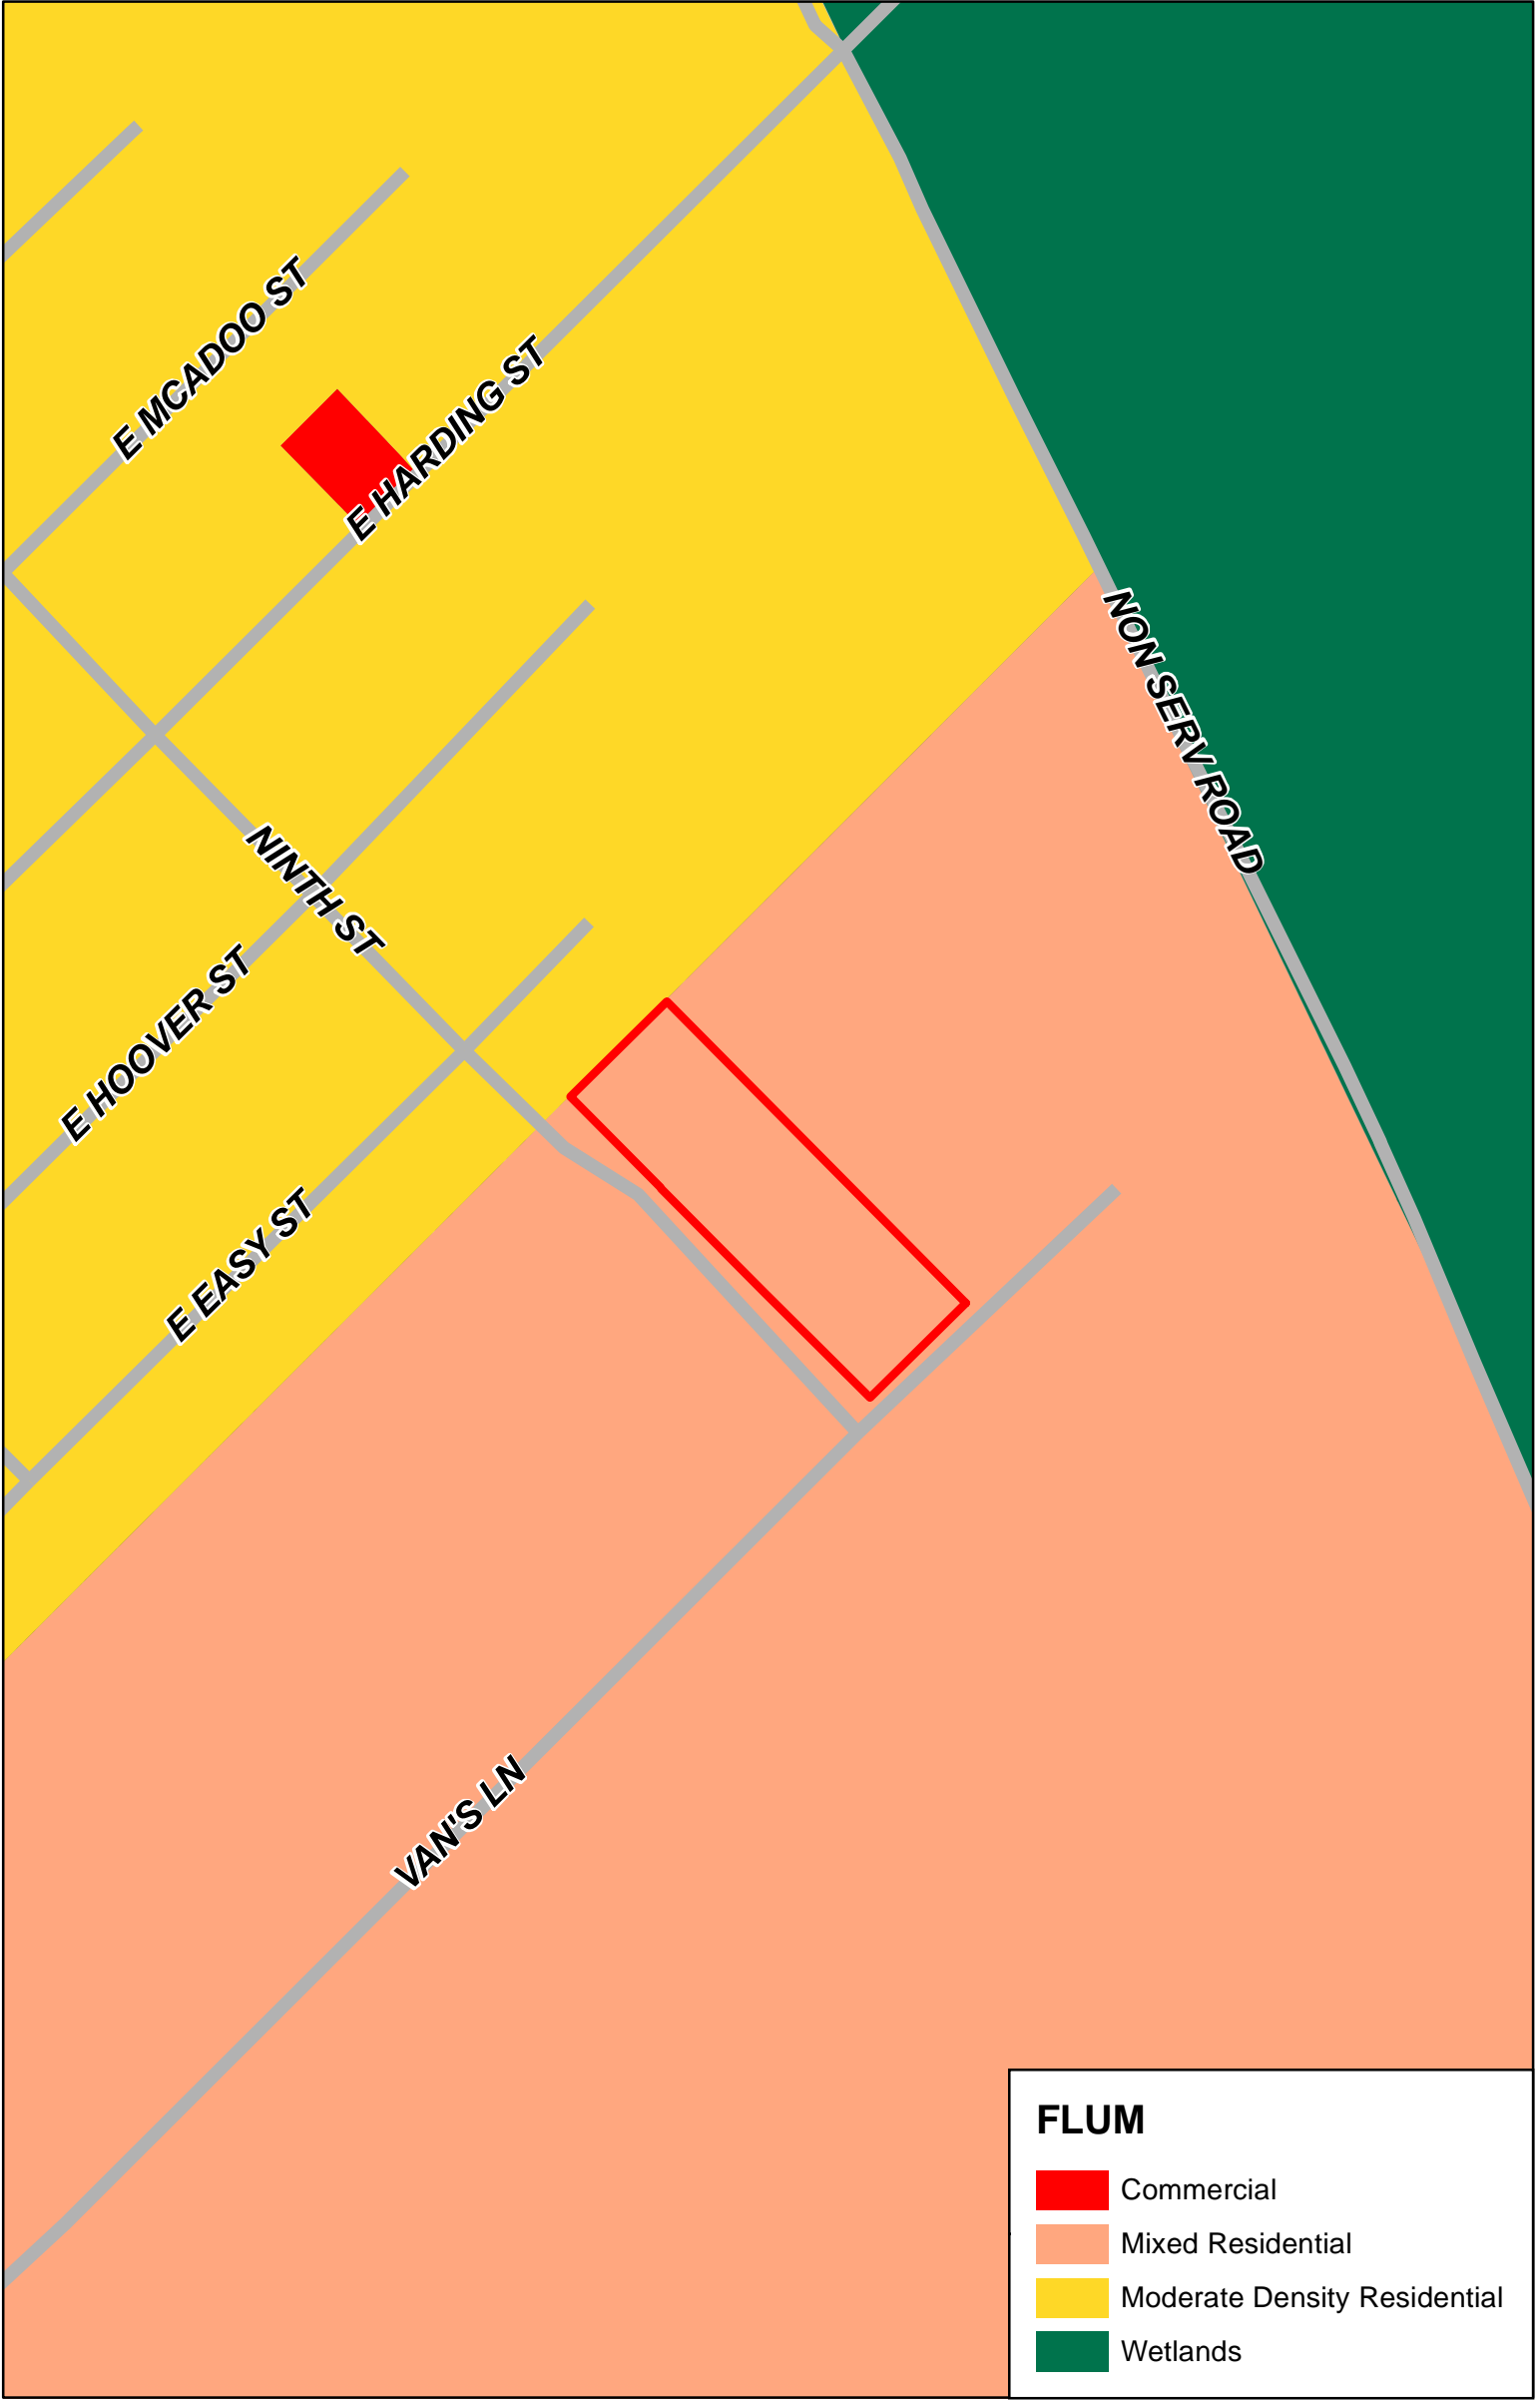 E MCADOO ST
E HARDING ST
NON SERV ROAD
NINTH ST
E HOOVER ST
E EASY ST
VAN'S LN
FLUM
Commercial
Mixed Residential
Moderate Density Residential
Wetlands